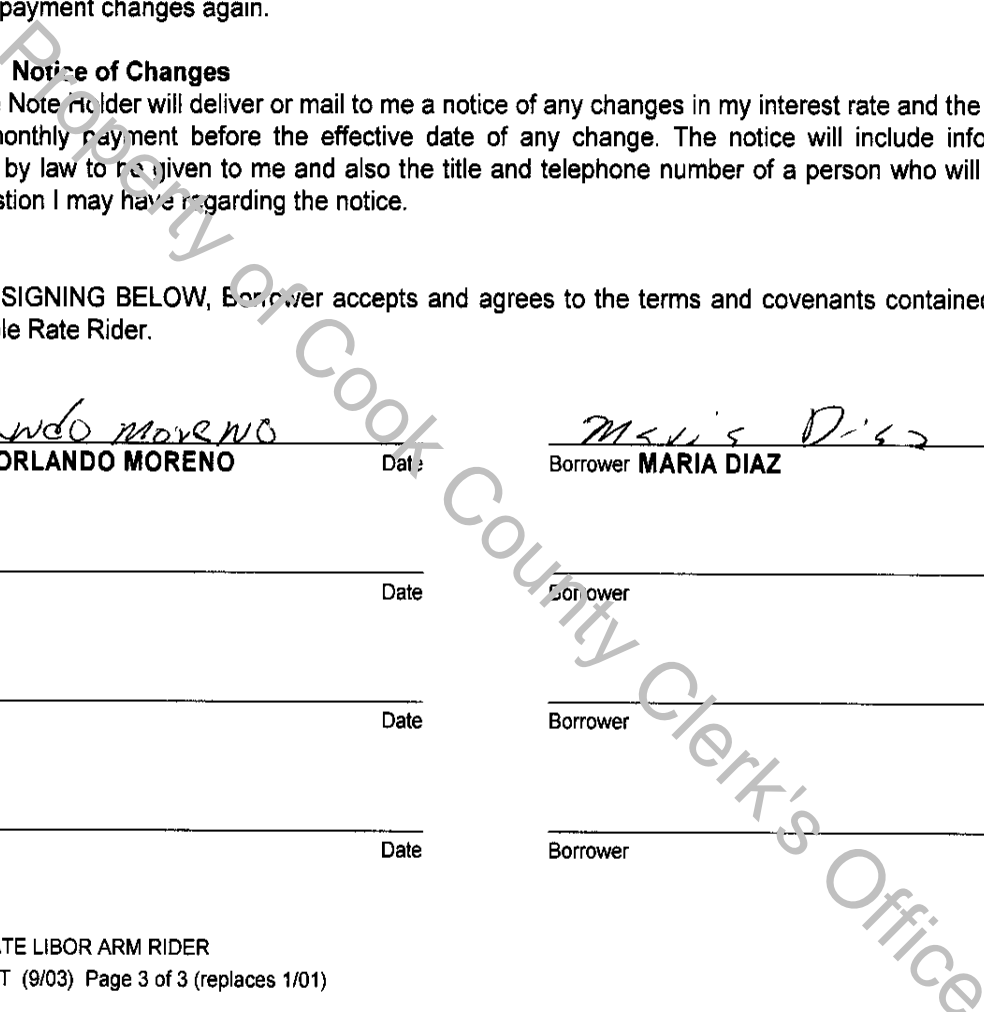 payment changes again.
Notice of Changes
Note Holder will deliver or mail to me a notice of any changes in my interest rate and the
monthly payment before the effective date of any change. The notice will include info
by law to be given to me and also the title and telephone number of a person who will
stion I may have regarding the notice.
SIGNING BELOW, Borrower accepts and agrees to the terms and covenants contained
le Rate Rider.
ndo Moreno
Maria Diaz
ORLANDO MORENO Date Borrower MARIA DIAZ
Date Borrower
Date Borrower
Date Borrower
TE LIBOR ARM RIDER
T (9/03) Page 3 of 3 (replaces 1/01)
Property of Cook County Clerk's Office